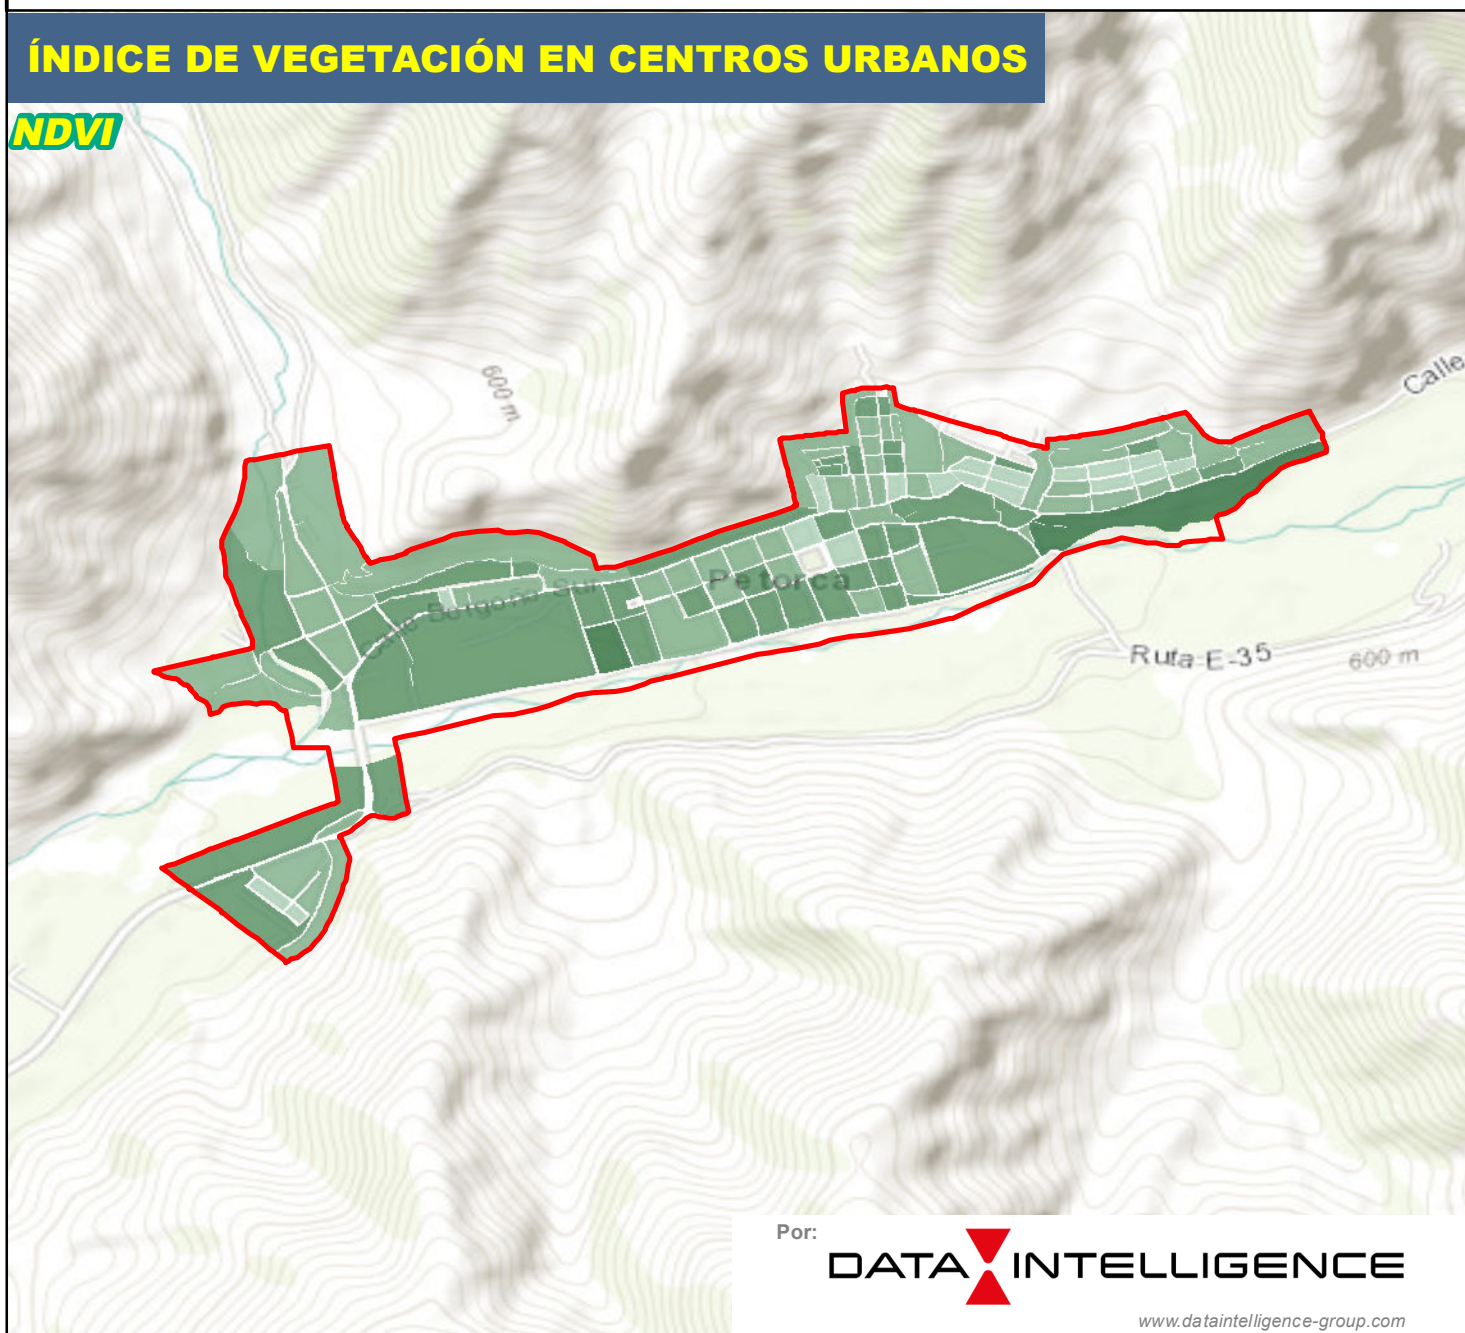 ÍNDICE DE VEGETACIÓN EN CENTROS URBANOS
NDVI
600 m
Calle
Petorca
Sur
Ruta E-35
600 m
Por:
DATA INTELLIGENCE
www.dataintelligence-group.com